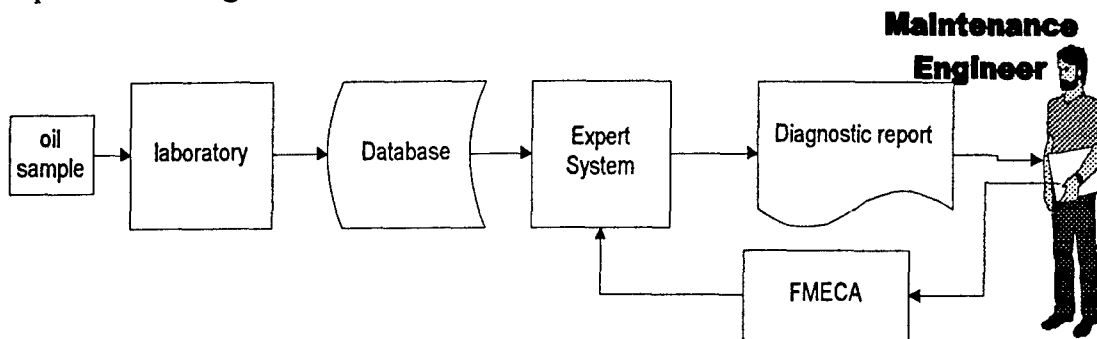 Maintenance
Engineer
oil
sample
laboratory
Database
Expert
System
Diagnostic report
FMECA